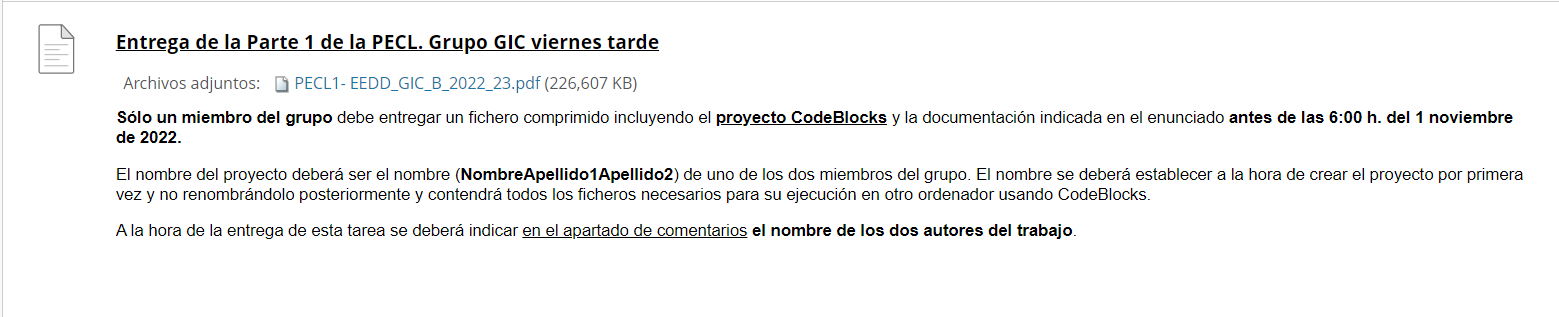 Entrega de la Parte 1 de la PECL. Grupo GIC viernes tarde
Archivos adjuntos: PECL1- EEDD_GIC_B_2022_23.pdf (226,607 KB)
Sólo un miembro del grupo debe entregar un fichero comprimido incluyendo el proyecto CodeBlocks y la documentación indicada en el enunciado antes de las 6:00 h. del 1 noviembre
de 2022.
El nombre del proyecto deberá ser el nombre (NombreApellido1Apellido2) de uno de los dos miembros del grupo. El nombre se deberá establecer a la hora de crear el proyecto por primera
vez y no renombrándolo posteriormente y contendrá todos los ficheros necesarios para su ejecución en otro ordenador usando CodeBlocks.
A la hora de la entrega de esta tarea se deberá indicar en el apartado de comentarios el nombre de los dos autores del trabajo.